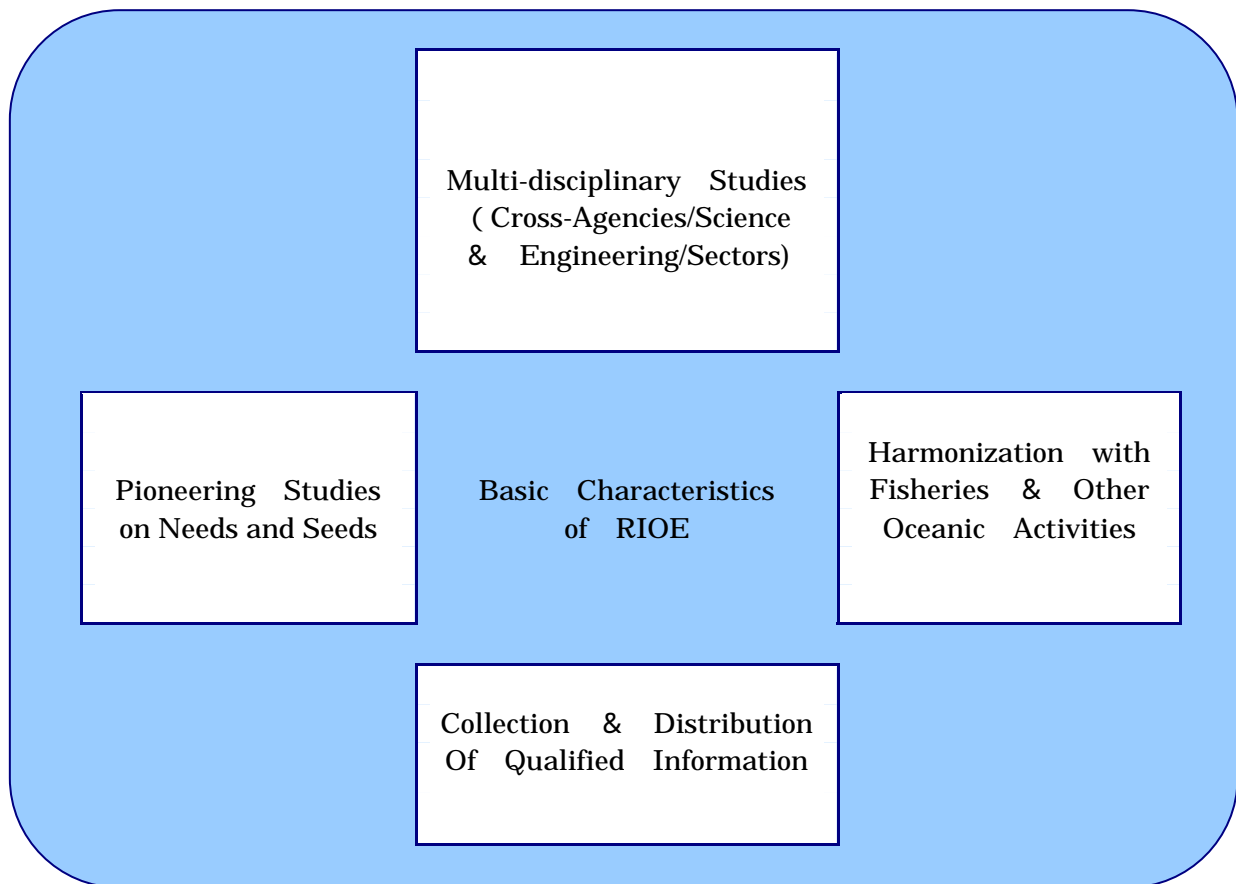 Multi-disciplinary Studies
( Cross-Agencies/Science
& Engineering/Sectors)
Pioneering Studies
on Needs and Seeds
Basic Characteristics
of RIOE
Harmonization with
Fisheries & Other
Oceanic Activities
Collection & Distribution
Of Qualified Information